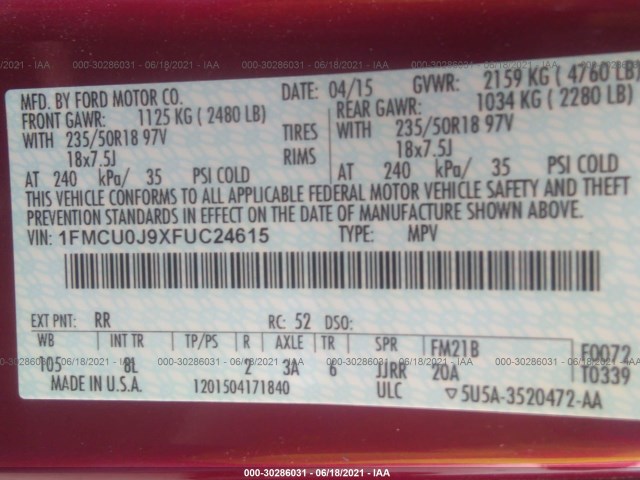 000-30286031 - 06/18/2021 - IAA
MFD. BY FORD MOTOR CO. DATE: 04/15 GVWR: 2159 KG ( 4760 LB)
FRONT GAWR: 1125 KG ( 2480 LB) REAR GAWR: 1034 KG ( 2280 LB)
WITH 235/50R18 97V TIRES WITH 235/50R18 97V
18x7.5J RIMS 18x7.5J
AT 240 kPa/ 35 PSI COLD AT 240 kPa/ 35 PSI COLD
THIS VEHICLE CONFORMS TO ALL APPLICABLE FEDERAL MOTOR VEHICLE SAFETY AND THEFT
PREVENTION STANDARDS IN EFFECT ON THE DATE OF MANUFACTURE SHOWN ABOVE.
VIN: 1FMCU0J9XFUC24615 TYPE: MPV
EXT PNT: RR RC: 52 DSO:
WB INT TR TP/PS R AXLE TR SPR FM21B F0072
105 8L 2 3A 6 JJRR 20A T0339
MADE IN U.S.A. 1201504171840 ULC 5U5A-3520472-AA
000-30286031 - 06/18/2021 - IAA